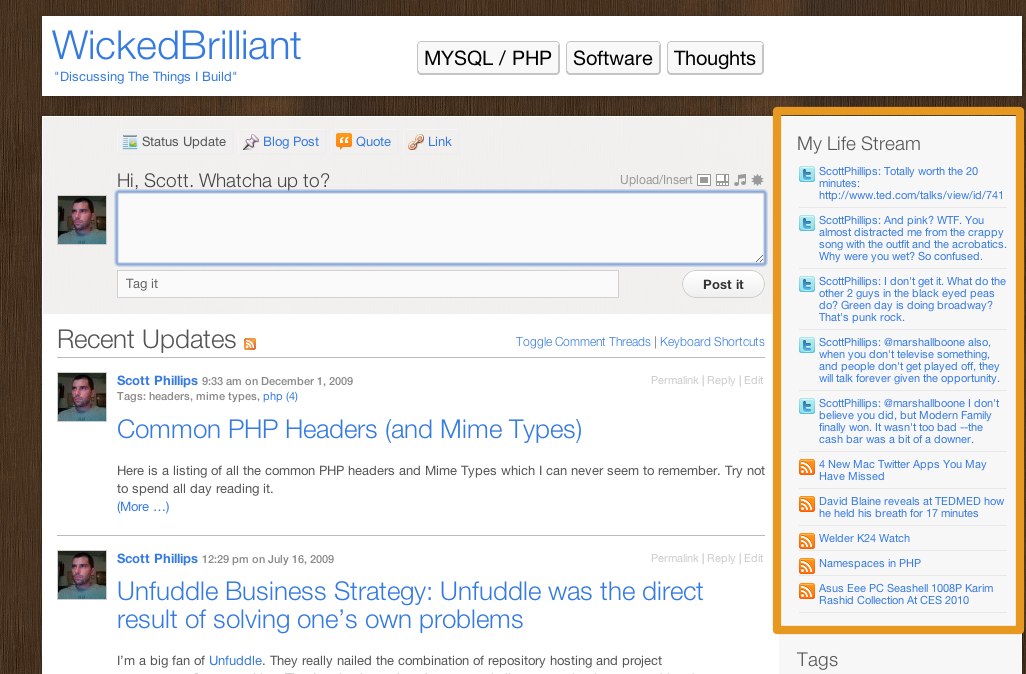 WickedBrilliant
"Discussing The Things I Build"
MYSQL / PHP
Software
Thoughts
Status Update
Blog Post
Quote
Link
Hi, Scott. Whatcha up to?
Upload/Insert
Tag it
Post it
Recent Updates
Toggle Comment Threads | Keyboard Shortcuts
Scott Phillips 9:33 am on December 1, 2009
Permalink | Reply | Edit
Tags: headers, mime types, php (4)
Common PHP Headers (and Mime Types)
Here is a listing of all the common PHP headers and Mime Types which I can never seem to remember. Try not
to spend all day reading it.
(More …)
Scott Phillips 12:29 pm on July 16, 2009
Permalink | Reply | Edit
Unfuddle Business Strategy: Unfuddle was the direct
result of solving one’s own problems
I’m a big fan of Unfuddle. They really nailed the combination of repository hosting and project
My Life Stream
ScottPhillips: Totally worth the 20
minutes:
http://www.ted.com/talks/view/id/741
ScottPhillips: And pink? WTF. You
almost distracted me from the crappy
song with the outfit and the acrobatics.
Why were you wet? So confused.
ScottPhillips: I don't get it. What do the
other 2 guys in the black eyed peas
do? Green day is doing broadway?
That's punk rock.
ScottPhillips: @marshallboone also,
when you don't televise something,
and people don't get played off, they
will talk forever given the opportunity.
ScottPhillips: @marshallboone I don't
believe you did, but Modern Family
finally won. It wasn't too bad --the
cash bar was a bit of a downer.
4 New Mac Twitter Apps You May
Have Missed
David Blaine reveals at TEDMED how
he held his breath for 17 minutes
Welder K24 Watch
Namespaces in PHP
Asus Eee PC Seashell 1008P Karim
Rashid Collection At CES 2010
Tags